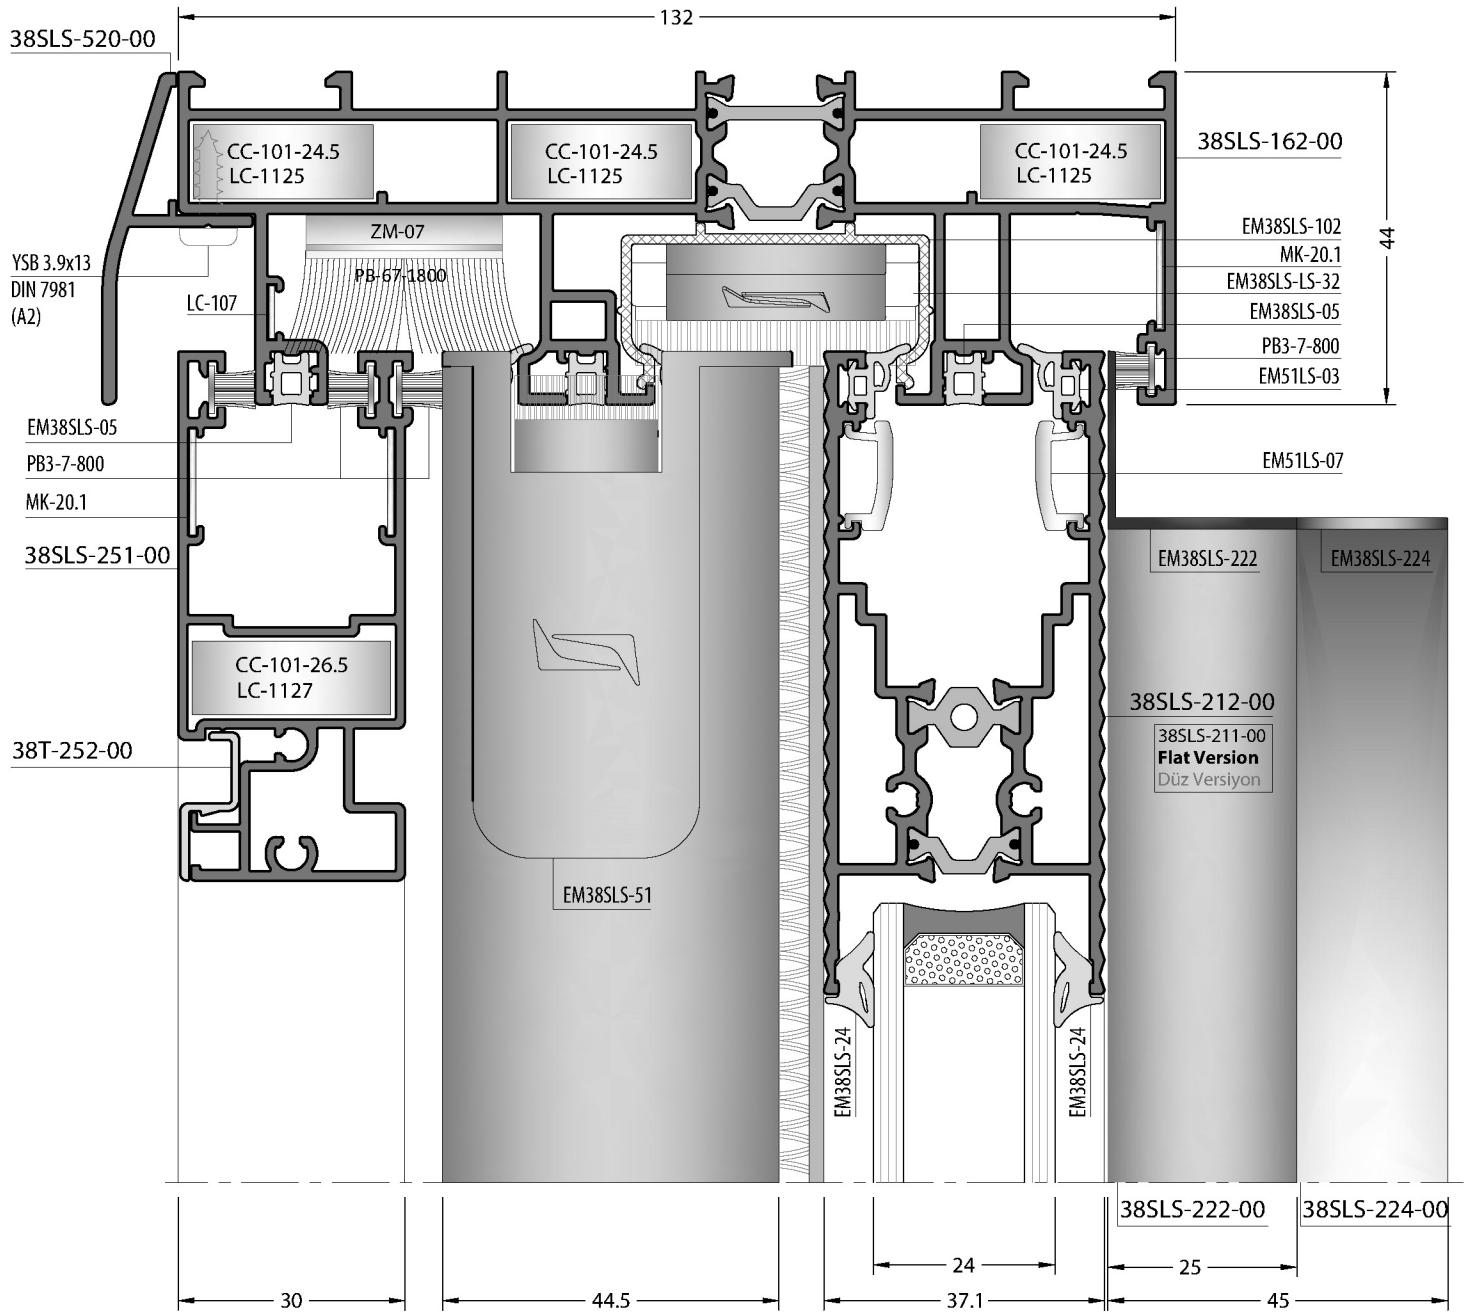 132
38SLS-520-00
CC-101-24.5
LC-1125
CC-101-24.5
LC-1125
CC-101-24.5
LC-1125
38SLS-162-00
44
ZM-07
PB-67-1800
YSB 3.9x13
DIN 7981
(A2)
LC-107
EM38SLS-102
MK-20.1
EM38SLS-LS-32
EM38SLS-05
PB3-7-800
EM51LS-03
EM38SLS-05
PB3-7-800
MK-20.1
EM51LS-07
38SLS-251-00
EM38SLS-222
EM38SLS-224
CC-101-26.5
LC-1127
38T-252-00
38SLS-212-00
38SLS-211-00
Flat Version
Düz Versiyon
EM38SLS-51
EM38SLS-24
EM38SLS-24
38SLS-222-00
38SLS-224-00
24
25
30
44.5
37.1
45